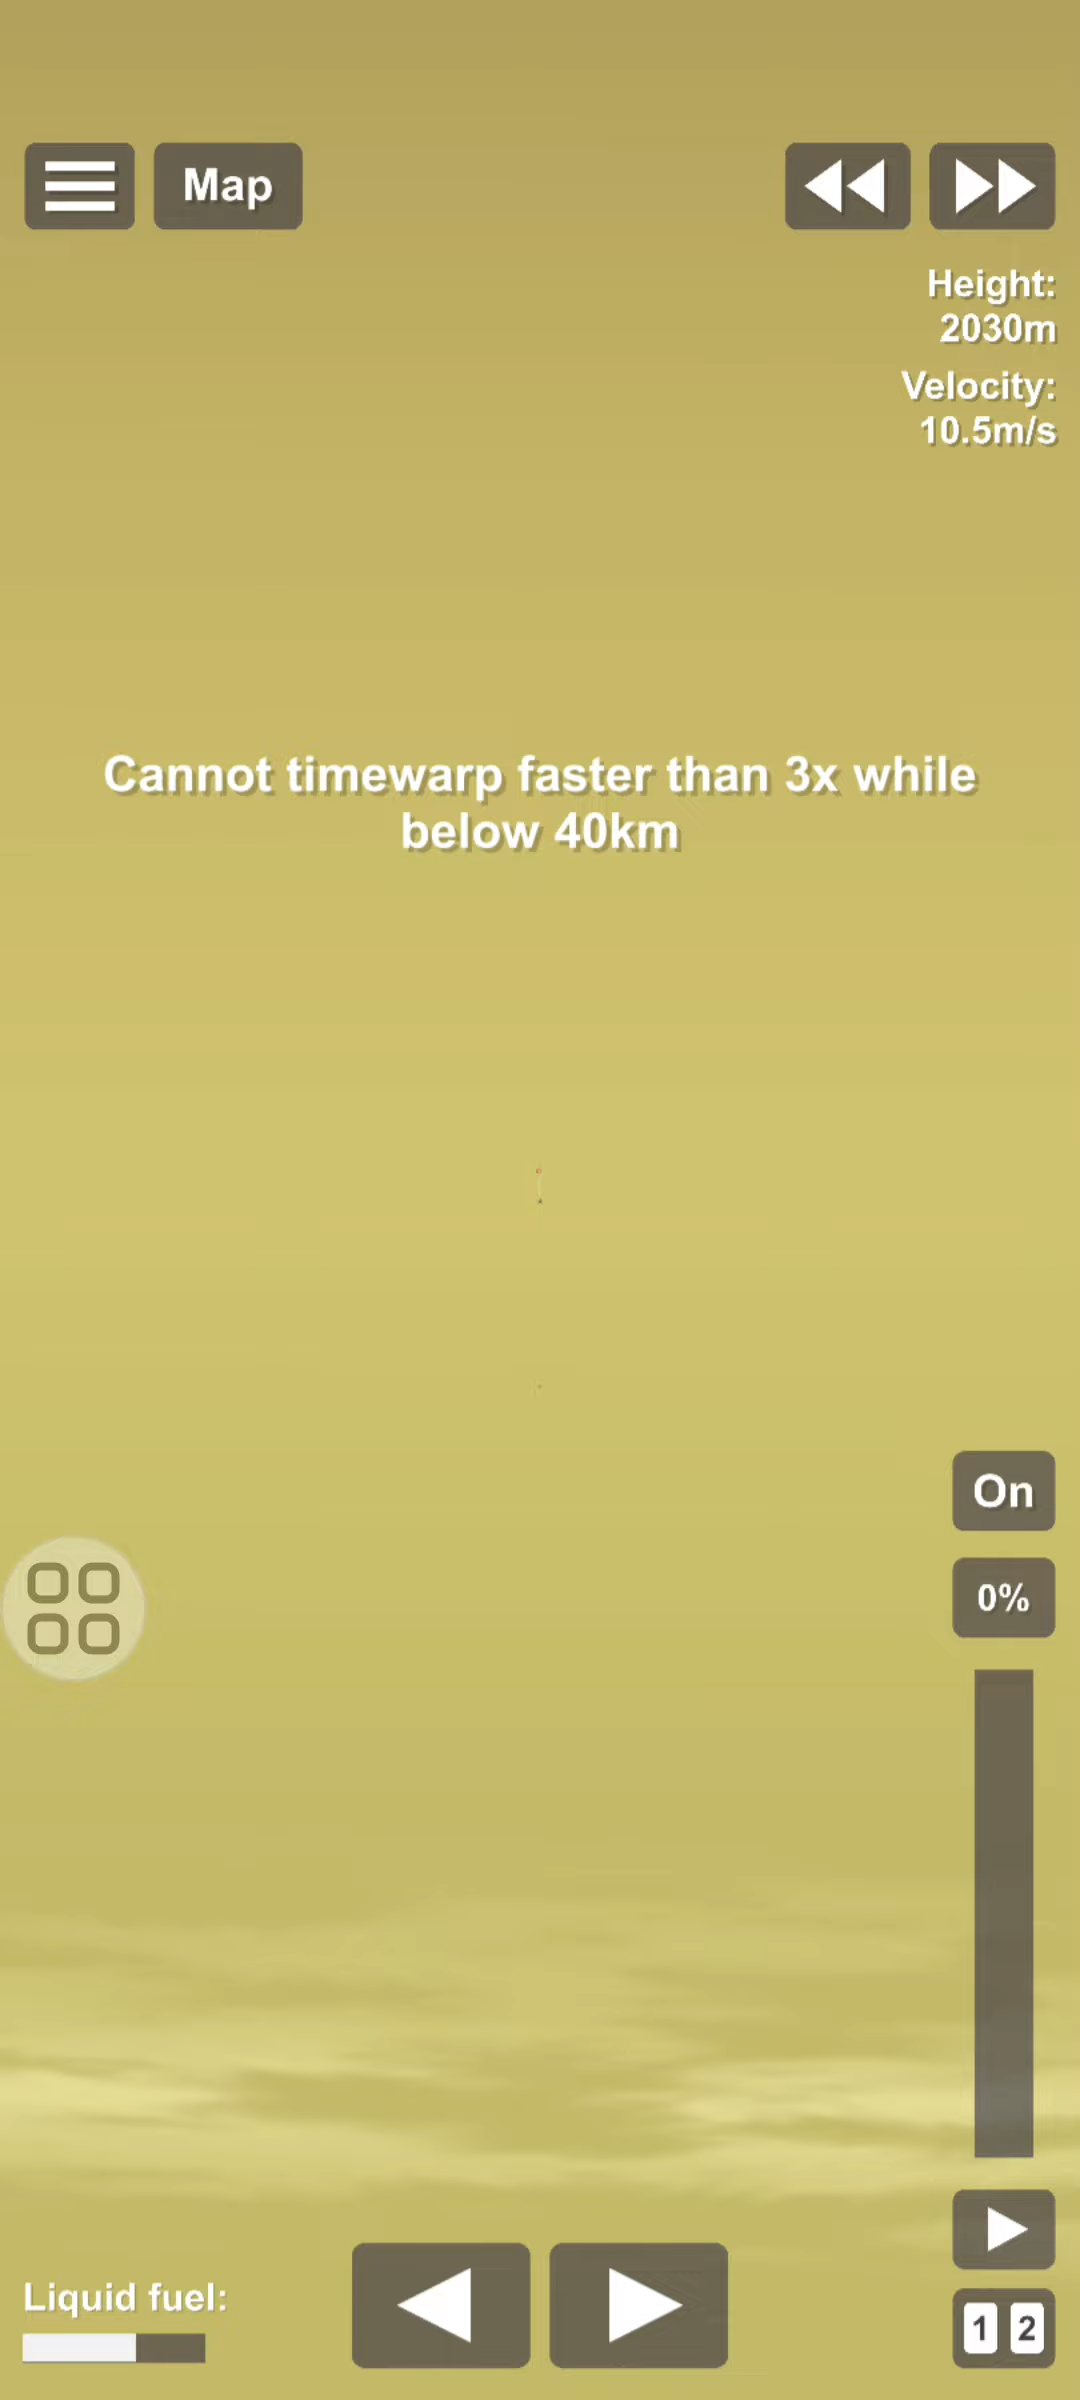 Map
Height:
2030m
Velocity:
10.5m/s
Cannot timewarp faster than 3x while
below 40km
On
0%
Liquid fuel:
1 2